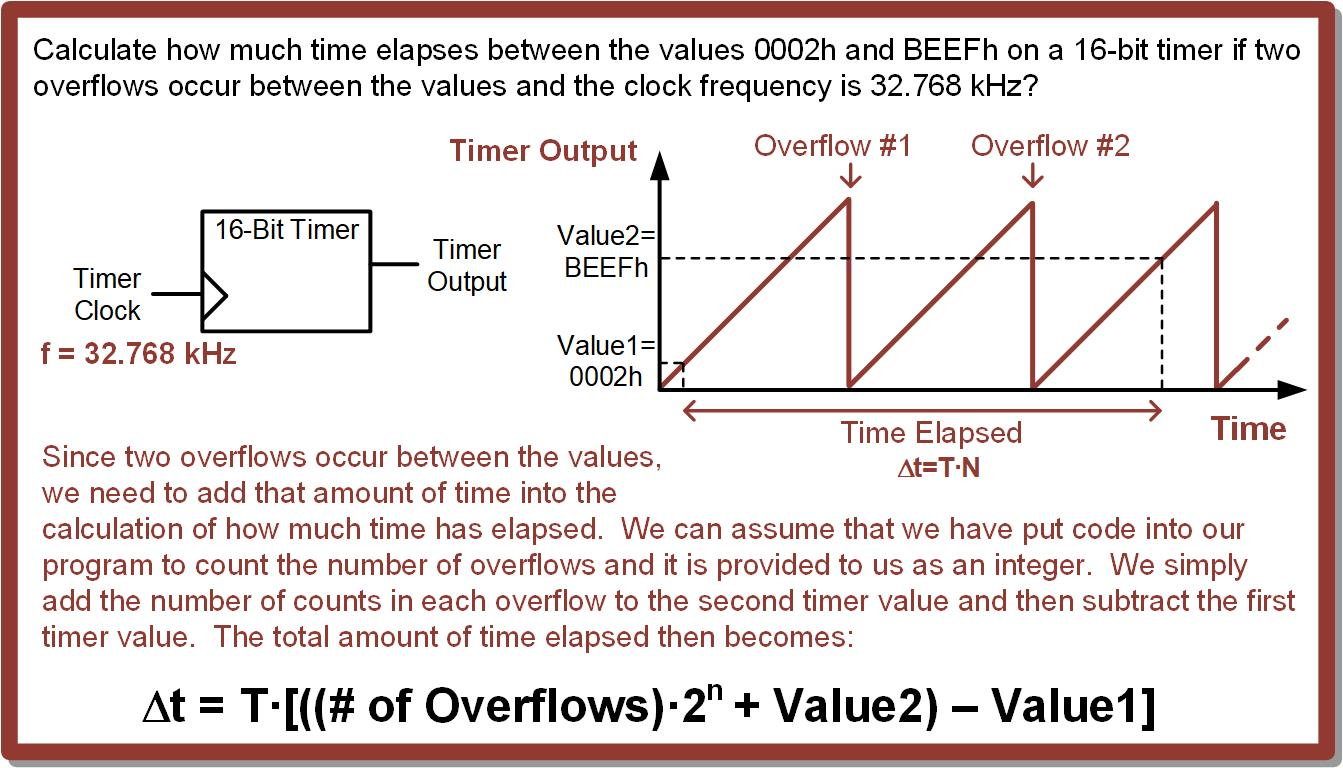 Calculate how much time elapses between the values 0002h and BEEFh on a 16-bit timer if two
overflows occur between the values and the clock frequency is 32.768 kHz?
Timer Output
Overflow #1
Overflow #2
16-Bit Timer
Timer
Clock
Timer
Output
f = 32.768 kHz
Value2=
BEEFh
Value1=
0002h
Time Elapsed
Δt=T·N
Time
Since two overflows occur between the values,
we need to add that amount of time into the
calculation of how much time has elapsed.  We can assume that we have put code into our
program to count the number of overflows and it is provided to us as an integer.  We simply
add the number of counts in each overflow to the second timer value and then subtract the first
timer value.  The total amount of time elapsed then becomes:
Δt = T·[((# of Overflows)·2ⁿ + Value2) – Value1]